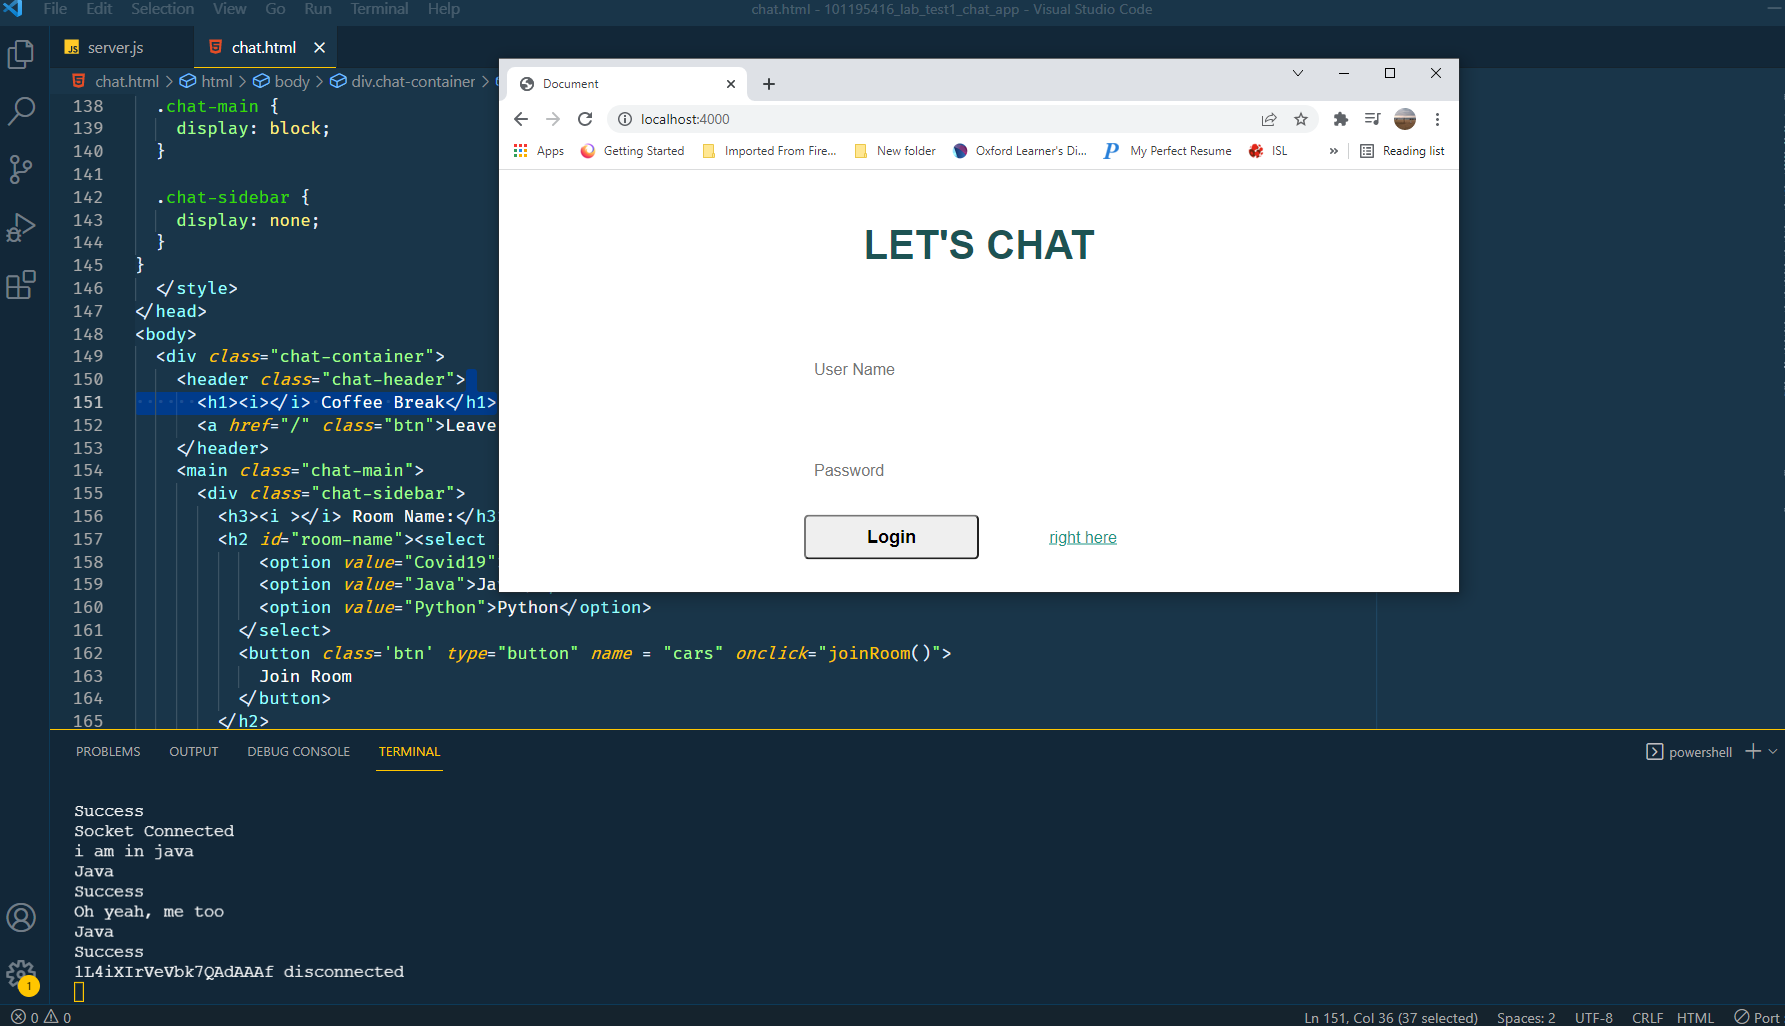 File Edit Selection View Go Run Terminal Help
chat.html - 101195416_lab_test1_chat_app - Visual Studio Code
JS server.js
chat.html
chat.html > html > body > div.chat-container >
138 .chat-main {
139 display: block;
140 }
141
142 .chat-sidebar {
143 display: none;
144 }
145 }
146 </style>
147 </head>
148 <body>
149 <div class="chat-container">
150 <header class="chat-header">
151 <h1><i></i> Coffee Break</h1>
152 <a href="/" class="btn">Leave
153 </header>
154 <main class="chat-main">
155 <div class="chat-sidebar">
156 <h3><i ></i> Room Name:</h3
157 <h2 id="room-name"><select
158 <option value="Covid19"
159 <option value="Java">Ja
160 <option value="Python">Python</option>
161 </select>
162 <button class='btn' type="button" name = "cars" onclick="joinRoom()">
163 Join Room
164 </button>
165 </h2>
Document
localhost:4000
Apps Getting Started Imported From Fire... New folder Oxford Learner's Di... P My Perfect Resume ISL » Reading list
LET'S CHAT
User Name
Password
Login
right here
PROBLEMS OUTPUT DEBUG CONSOLE TERMINAL
powershell
Success
Socket Connected
i am in java
Java
Success
Oh yeah, me too
Java
Success
1L4iXIrVeVbk7QAdAAAf disconnected
1
0 0
Ln 151, Col 36 (37 selected) Spaces: 2 UTF-8 CRLF HTML Port